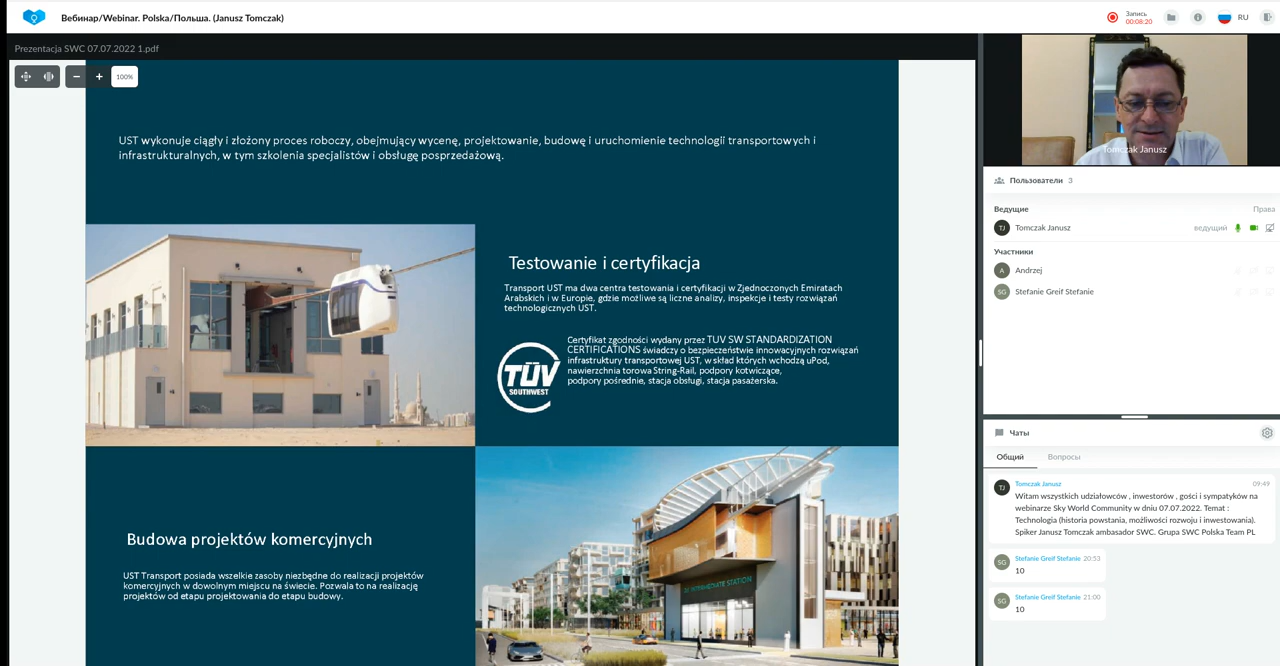 Вебинар/Webinar. Polska/Польша. (Janusz Tomczak)
Запись
00:08:20
RU
Prezentacja SWC 07.07.2022 1.pdf
100%
UST wykonuje ciągły i złożony proces roboczy, obejmujący wycenę, projektowanie, budowę i uruchomienie technologii transportowych i
infrastrukturalnych, w tym szkolenia specjalistów i obsługę posprzedażową.
Testowanie i certyfikacja
Transport UST ma dwa centra testowania i certyfikacji w Zjednoczonych Emiratach
Arabskich i w Europie, gdzie możliwe są liczne analizy, inspekcje i testy rozwiązań
technologicznych UST.
Certyfikat zgodności wydany przez TUV SW STANDARDIZATION
CERTIFICATIONS świadczy o bezpieczeństwie innowacyjnych rozwiązań
infrastruktury transportowej UST, w skład których wchodzą uPod,
nawierzchnia torowa String-Rail, podpory kotwiczące,
podpory pośrednie, stacja obsługi, stacja pasażerska.
TÜV
SOUTHWEST
Budowa projektów komercyjnych
UST Transport posiada wszelkie zasoby niezbędne do realizacji projektów
komercyjnych w dowolnym miejscu na świecie. Pozwala to na realizację
projektów od etapu projektowania do etapu budowy.
INTERMEDIATE STATION
Tomczak Janusz
Пользователи 3
Ведущие Права
TJ Tomczak Janusz ведущий
Участники
A Andrzej
SG Stefanie Greif Stefanie
Чаты
Общий Вопросы
TJ Tomczak Janusz 09:49
Witam wszystkich udziałowców , inwestorów , gości i sympatyków na
webinarze Sky World Community w dniu 07.07.2022. Temat :
Technologia (historia powstania, możliwości rozwoju i inwestowania).
Spiker Janusz Tomczak ambasador SWC. Grupa SWC Polska Team PL
SG Stefanie Greif Stefanie 20:53
10
SG Stefanie Greif Stefanie 21:00
10